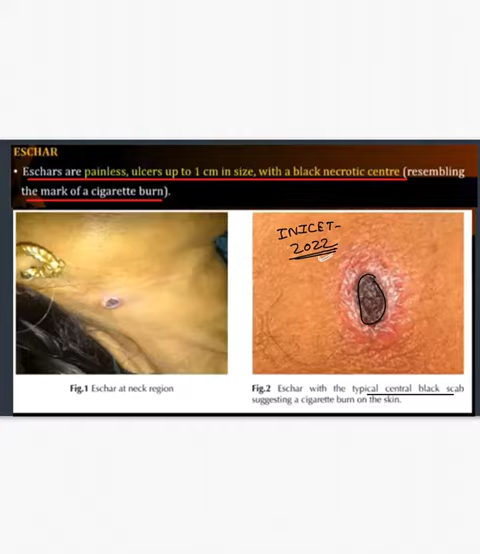 ESCHAR
• Eschars are painless, ulcers up to 1 cm in size, with a black necrotic centre (resembling
the mark of a cigarette burn).
INICET-
2022
Fig.1 Eschar at neck region
Fig.2 Eschar with the typical central black scab
suggesting a cigarette burn on the skin.